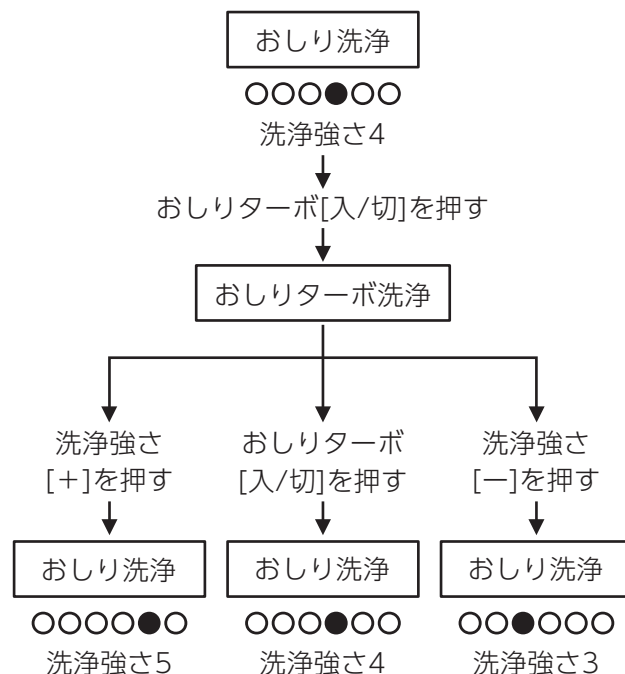 おしり洗浄
○○○●○○
洗浄強さ4
おしりターボ[入/切]を押す
おしりターボ洗浄
洗浄強さ
[＋]を押す
おしりターボ
[入/切]を押す
洗浄強さ
[－]を押す
おしり洗浄
○○○○●○
洗浄強さ5
おしり洗浄
○○○●○○
洗浄強さ4
おしり洗浄
○○●○○○
洗浄強さ3